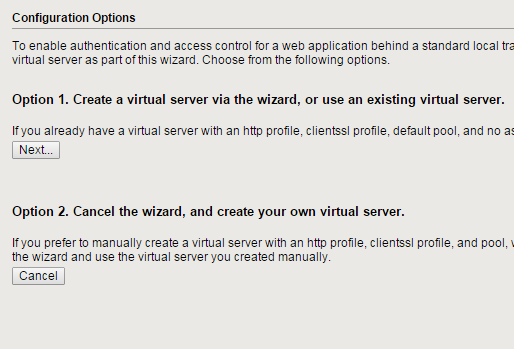 Configuration Options
To enable authentication and access control for a web application behind a standard local
virtual server as part of this wizard. Choose from the following options.
Option 1. Create a virtual server via the wizard, or use an existing virtual server.
If you already have a virtual server with an http profile, clientssl profile, default pool, and no
Next...
Option 2. Cancel the wizard, and create your own virtual server.
If you prefer to manually create a virtual server with an http profile, clientssl profile, and pool,
the wizard and use the virtual server you created manually.
Cancel